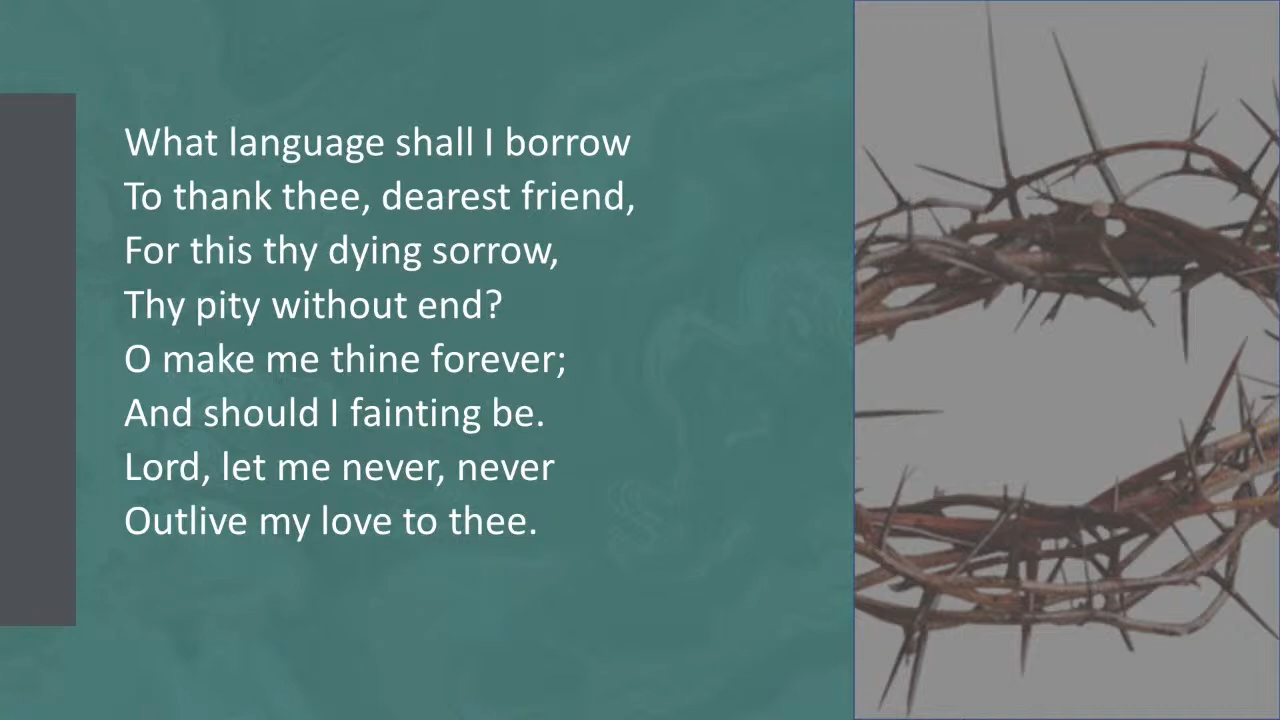 What language shall I borrow
To thank thee, dearest friend,
For this thy dying sorrow,
Thy pity without end?
O make me thine forever;
And should I fainting be.
Lord, let me never, never
Outlive my love to thee.